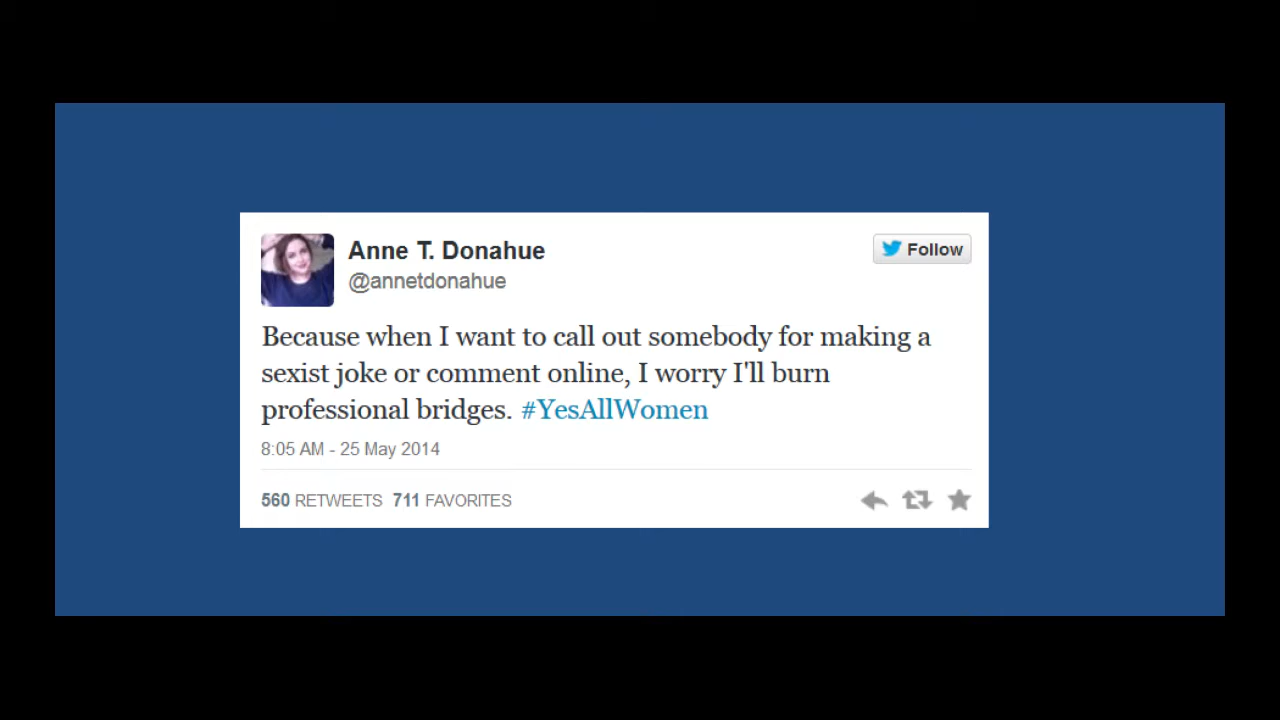 Anne T. Donahue
Follow
@annetdonahue
Because when I want to call out somebody for making a
sexist joke or comment online, I worry I'll burn
professional bridges. #YesAllWomen
8:05 AM - 25 May 2014
560 RETWEETS 711 FAVORITES